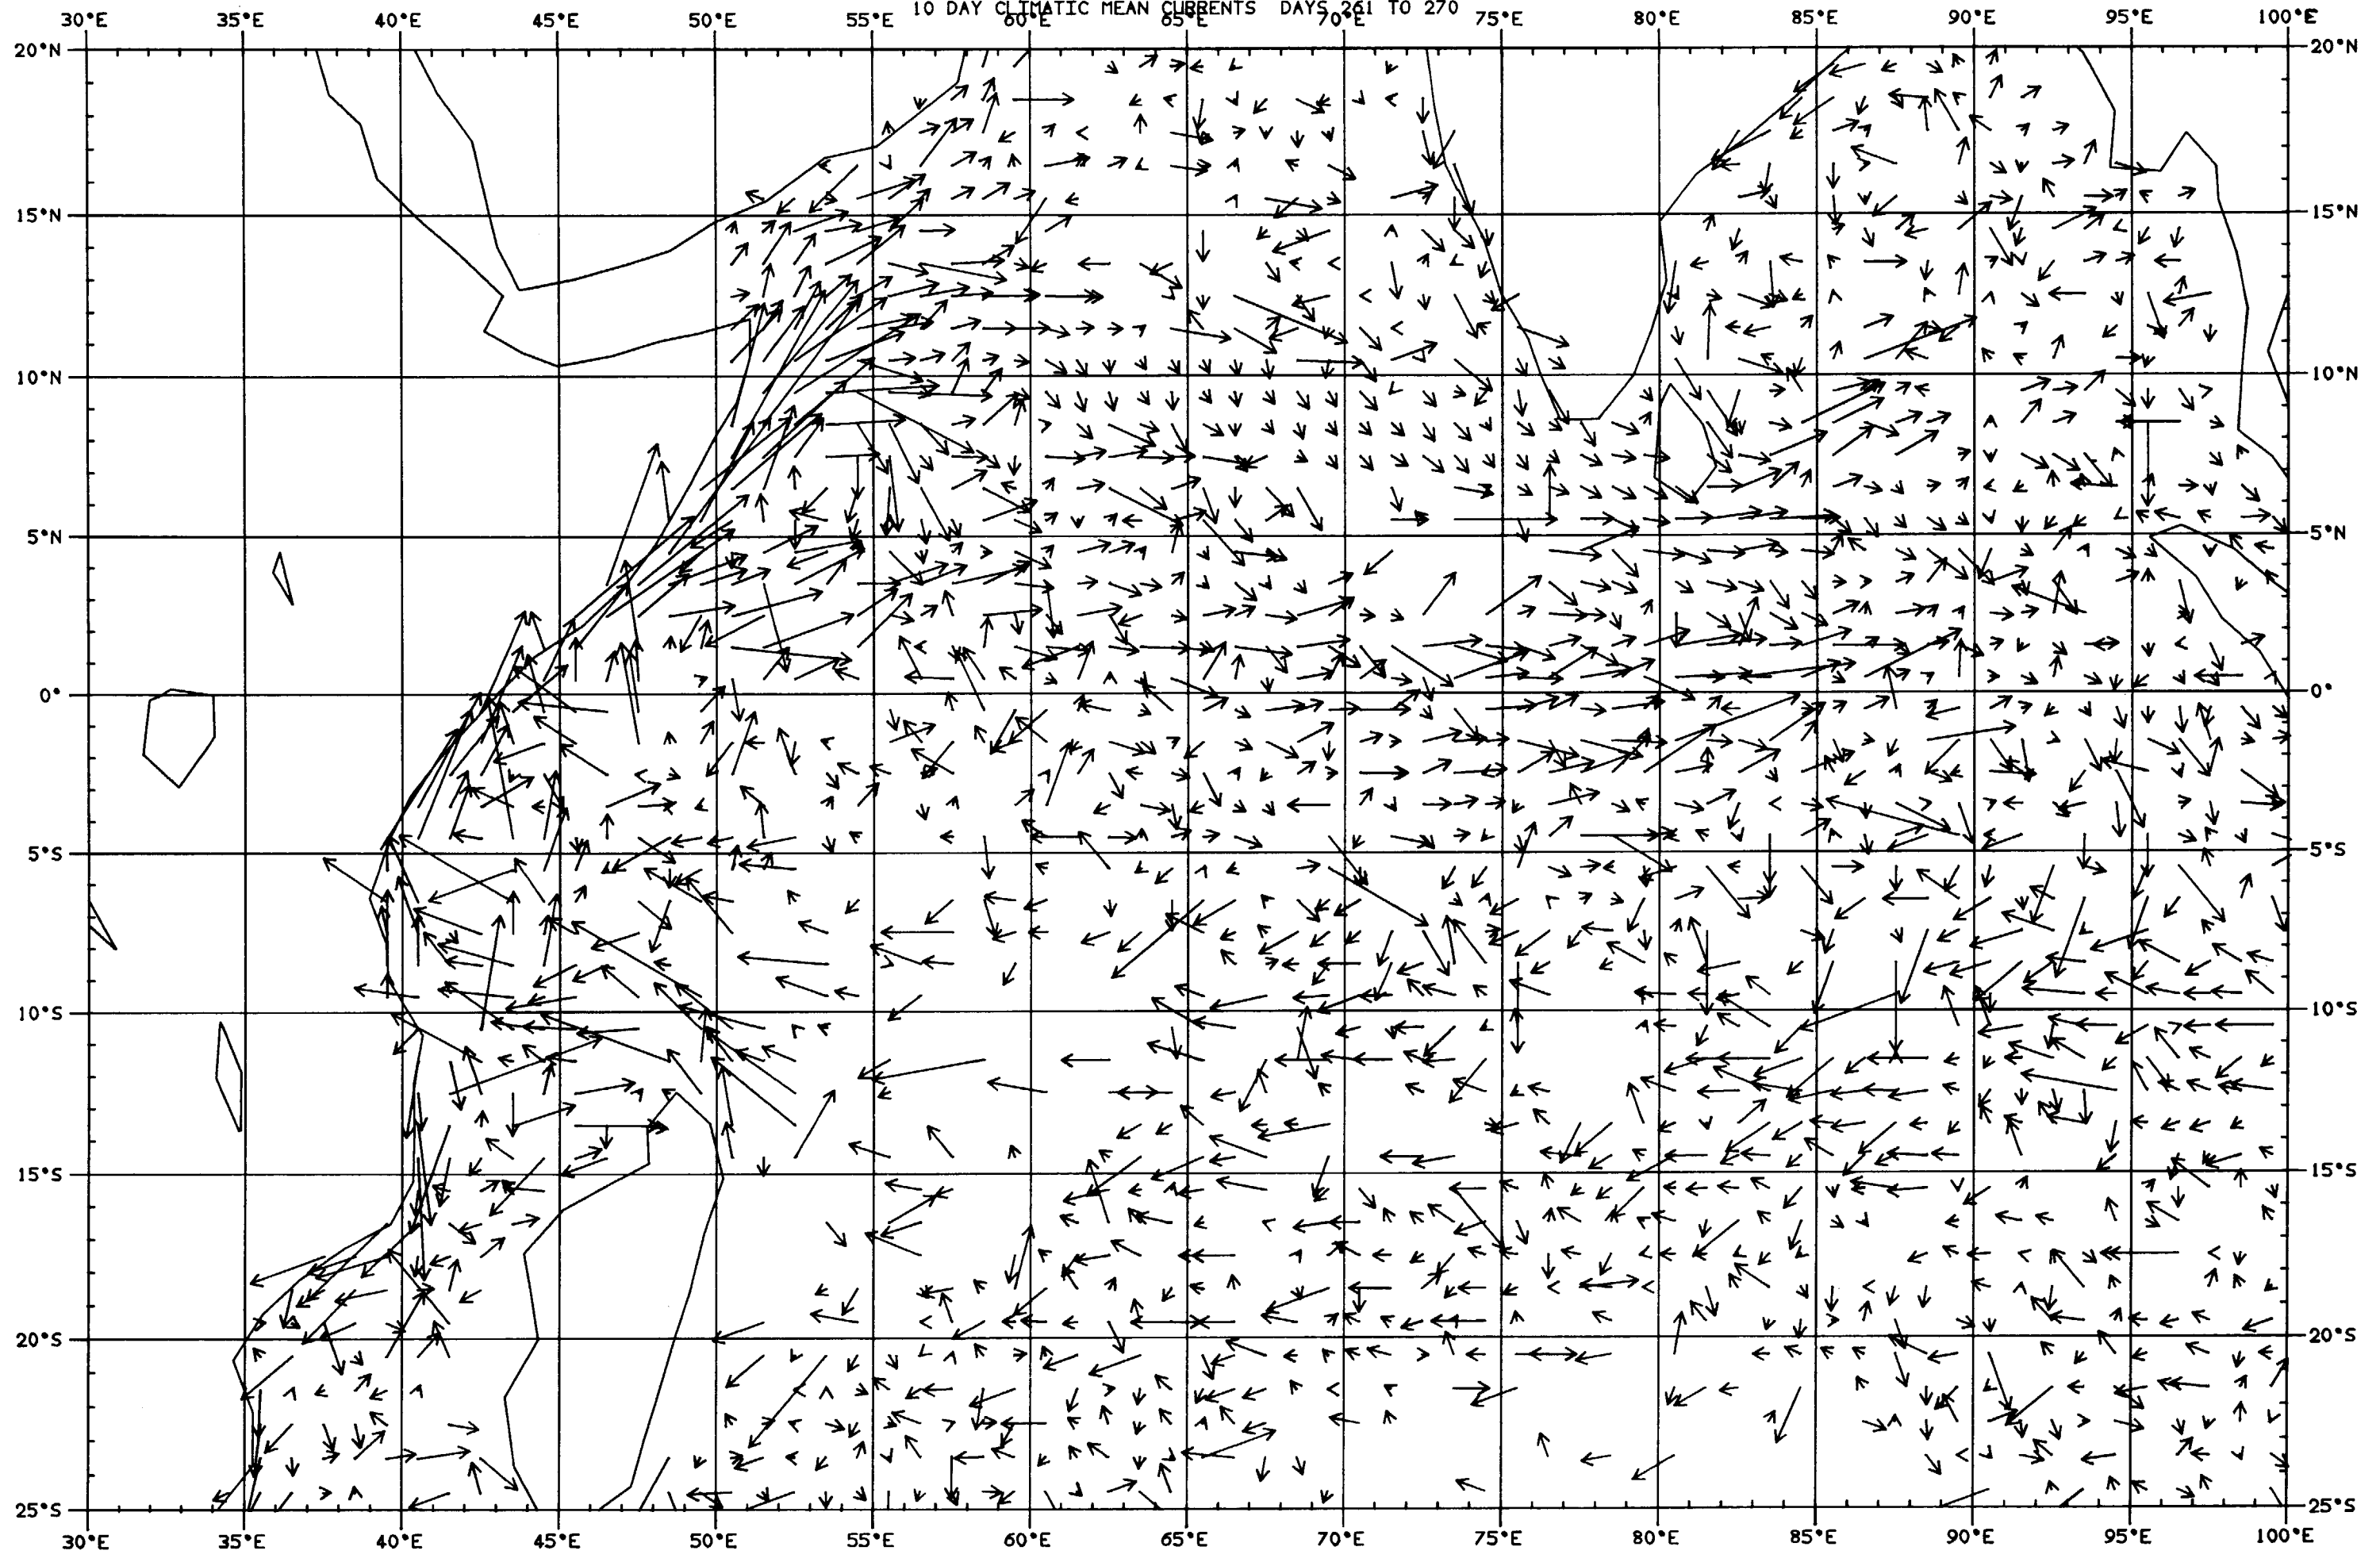 10 DAY CLIMATIC MEAN CURRENTS DAYS 261 TO 270
30°E 35°E 40°E 45°E 50°E 55°E 60°E 65°E 70°E 75°E 80°E 85°E 90°E 95°E 100°E
20°N 20°N
15°N 15°N
10°N 10°N
5°N 5°N
0° 0°
5°S 5°S
10°S 10°S
15°S 15°S
20°S 20°S
25°S 25°S
30°E 35°E 40°E 45°E 50°E 55°E 60°E 65°E 70°E 75°E 80°E 85°E 90°E 95°E 100°E